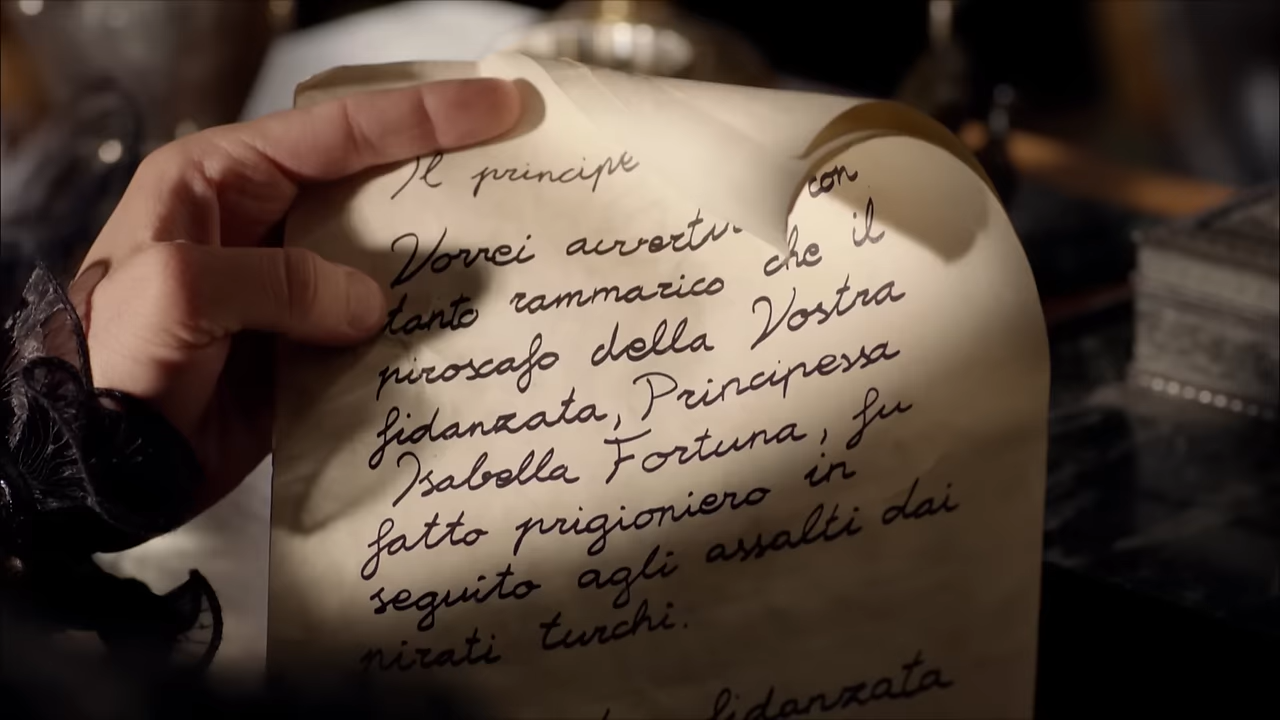 Il principe
Vorrei con
tanto rammarico che il
piroscafo della Vostra
fidanzata, Principessa
Isabella Fortuna, fu
fatto prigioniero in
seguito agli assalti dai
pirati turchi.
fidanzata